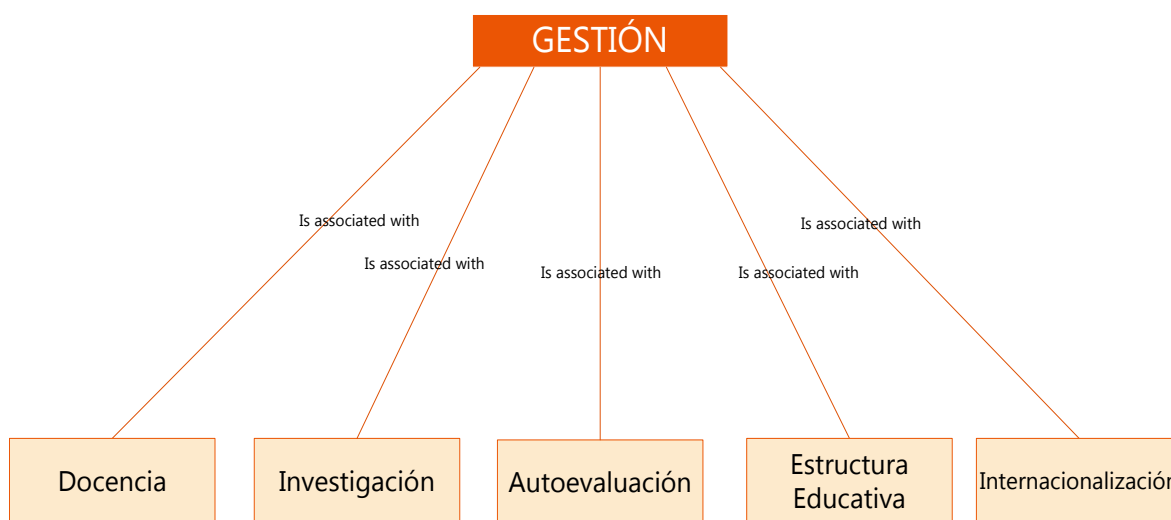 GESTIÓN
Is associated with
Is associated with
Is associated with
Is associated with
Is associated with
Docencia
Investigación
Autoevaluación
Estructura
Educativa
Internacionalización